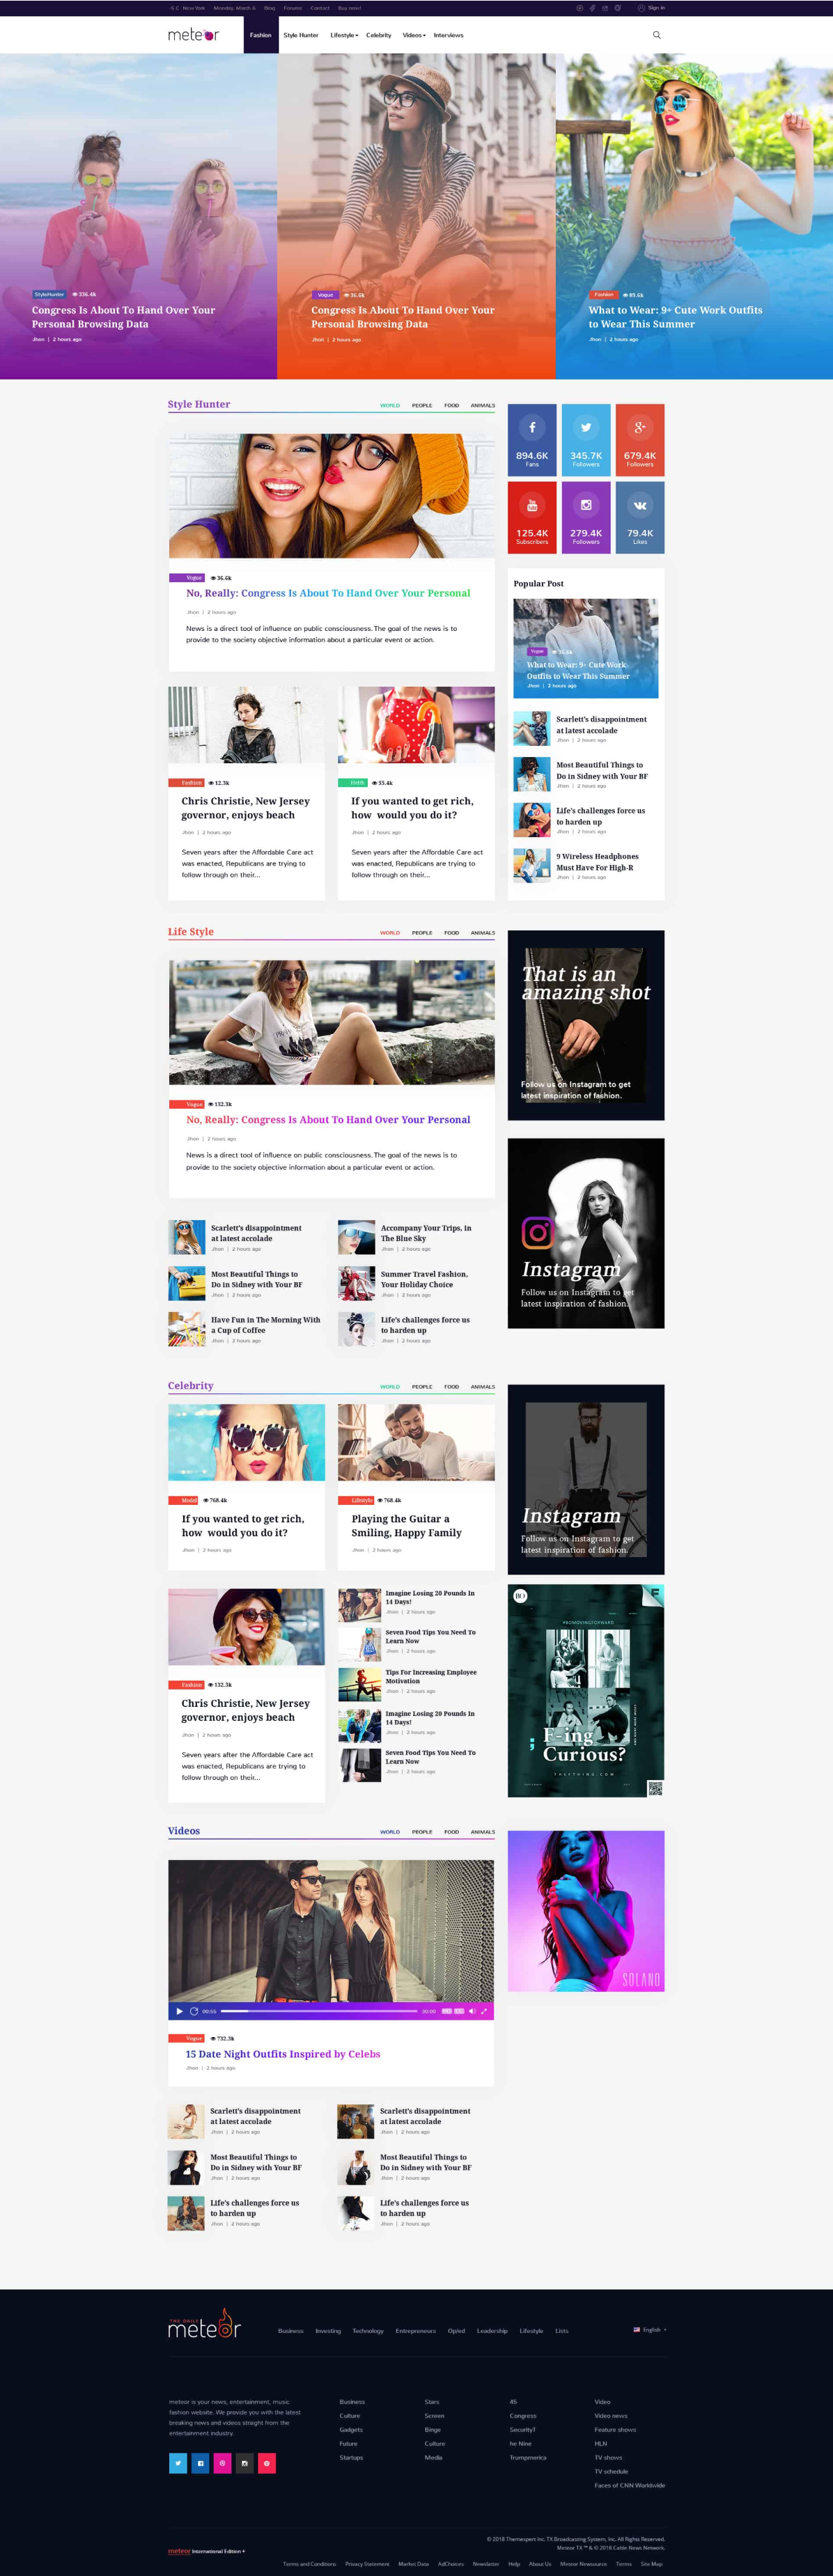 New York Monday, March 6 Blog Forums Contact Buy now! Sign in
meteor Fashion Style Hunter Lifestyle Celebrity Videos Interviews
StyleHunter 336.4k
Congress Is About To Hand Over Your
Personal Browsing Data
Jhon | 2 hours ago
Vogue 36.6k
Congress Is About To Hand Over Your
Personal Browsing Data
Jhon | 2 hours ago
Fashion 89.6k
What to Wear: 9+ Cute Work Outfits
to Wear This Summer
Jhon | 2 hours ago
Style Hunter WORLD PEOPLE FOOD ANIMALS
Vogue 36.6k
No, Really: Congress Is About To Hand Over Your Personal
Jhon | 2 hours ago
News is a direct tool of influence on public consciousness. The goal of the news is to
provide to the society objective information about a particular event or action.
Fashion 12.3k
Chris Christie, New Jersey
governor, enjoys beach
Jhon | 2 hours ago
Seven years after the Affordable Care act
was enacted, Republicans are trying to
follow through on their...
55.4k
If you wanted to get rich,
how would you do it?
Jhon | 2 hours ago
Seven years after the Affordable Care act
was enacted, Republicans are trying to
follow through on their...
894.6K
Fans
345.7K
Followers
679.4K
Followers
125.4K
Subscribers
279.4K
Followers
79.4K
Likes
Popular Post
Vogue 36.6k
What to Wear: 9+ Cute Work
Outfits to Wear This Summer
Jhon | 2 hours ago
Scarlett's disappointment
at latest accolade
Jhon | 2 hours ago
Most Beautiful Things to
Do in Sidney with Your BF
Jhon | 2 hours ago
Life's challenges force us
to harden up
Jhon | 2 hours ago
9 Wireless Headphones
Must Have For High-R
Jhon | 2 hours ago
Life Style WORLD PEOPLE FOOD ANIMALS
Vogue 132.3k
No, Really: Congress Is About To Hand Over Your Personal
Jhon | 2 hours ago
News is a direct tool of influence on public consciousness. The goal of the news is to
provide to the society objective information about a particular event or action.
Scarlett's disappointment
at latest accolade
Jhon | 2 hours ago
Most Beautiful Things to
Do in Sidney with Your BF
Jhon | 2 hours ago
Have Fun in The Morning With
a Cup of Coffee
Jhon | 2 hours ago
Accompany Your Trips, in
The Blue Sky
Jhon | 2 hours ago
Summer Travel Fashion,
Your Holiday Choice
Jhon | 2 hours ago
Life's challenges force us
to harden up
Jhon | 2 hours ago
That is an
amazing shot
Follow us on Instagram to get
latest inspiration of fashion.
Instagram
Follow us on Instagram to get
latest inspiration of fashion.
Celebrity WORLD PEOPLE FOOD ANIMALS
Model 768.4k
If you wanted to get rich,
how would you do it?
Jhon | 2 hours ago
Lifestyle 768.4k
Playing the Guitar a
Smiling, Happy Family
Jhon | 2 hours ago
Fashion 132.3k
Chris Christie, New Jersey
governor, enjoys beach
Jhon | 2 hours ago
Seven years after the Affordable Care act
was enacted, Republicans are trying to
follow through on their...
Imagine Losing 20 Pounds In
14 Days!
Jhon | 2 hours ago
Seven Food Tips You Need To
Learn Now
Jhon | 2 hours ago
Tips For Increasing Employee
Motivation
Jhon | 2 hours ago
Imagine Losing 20 Pounds In
14 Days!
Jhon | 2 hours ago
Seven Food Tips You Need To
Learn Now
Jhon | 2 hours ago
Instagram
Follow us on Instagram to get
latest inspiration of fashion.
BO
F-ing
; Curious?
THEFTHING.COM
Videos WORLD PEOPLE FOOD ANIMALS
00:55 30:00 HD CC
Vogue 732.3k
15 Date Night Outfits Inspired by Celebs
Jhon | 2 hours ago
SOLANO
Scarlett's disappointment
at latest accolade
Jhon | 2 hours ago
Most Beautiful Things to
Do in Sidney with Your BF
Jhon | 2 hours ago
Life's challenges force us
to harden up
Jhon | 2 hours ago
Scarlett's disappointment
at latest accolade
Jhon | 2 hours ago
Most Beautiful Things to
Do in Sidney with Your BF
Jhon | 2 hours ago
Life's challenges force us
to harden up
Jhon | 2 hours ago
THE DAILY
meteor
Business Investing Technology Entrepreneurs Op/ed Leadership Lifestyle Lists English
meteor is your news, entertainment, music
fashion website. We provide you with the latest
breaking news and videos straight from the
entertainment industry.
Business
Culture
Gadgets
Future
Startups
Stars
Screen
Binge
Culture
Media
45
Congress
SecurityT
he Nine
Trumpmerica
Video
Video news
Feature shows
HLN
TV shows
TV schedule
Faces of CNN Worldwide
© 2018 Themexpert Inc. TX Broadcasting System, Inc. All Rights Reserved.
Meteor TX ™ & © 2018 Cable News Network.
meteor International Edition +
Terms and Conditions Privacy Statement Market Data AdChoices Newsletter Help About Us Meteor Newsource Terms Site Map